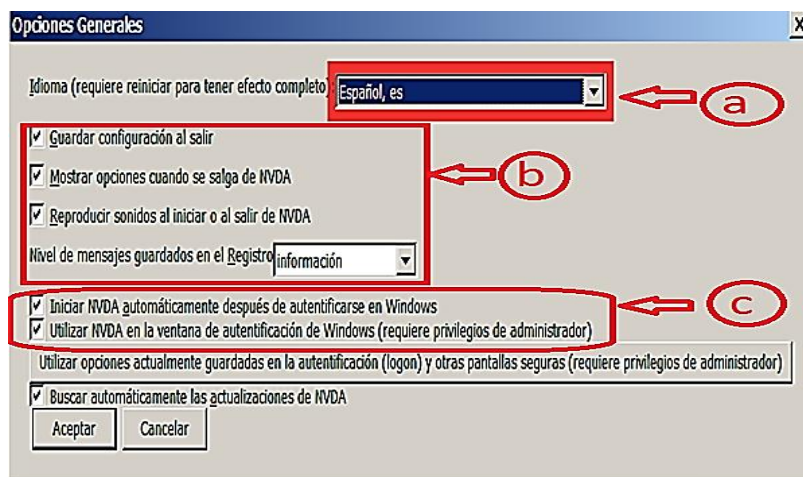 Opciones Generales
Idioma (requiere reiniciar para tener efecto completo): Español, es
a
Guardar configuración al salir
Mostrar opciones cuando se salga de NVDA
b
Reproducir sonidos al iniciar o al salir de NVDA
Nivel de mensajes guardados en el Registro información
Iniciar NVDA automáticamente después de autentificarse en Windows
c
Utilizar NVDA en la ventana de autentificación de Windows (requiere privilegios de administrador)
Utilizar opciones actualmente guardadas en la autentificación (logon) y otras pantallas seguras (requiere privilegios de administrador)
Buscar automáticamente las actualizaciones de NVDA
Aceptar Cancelar